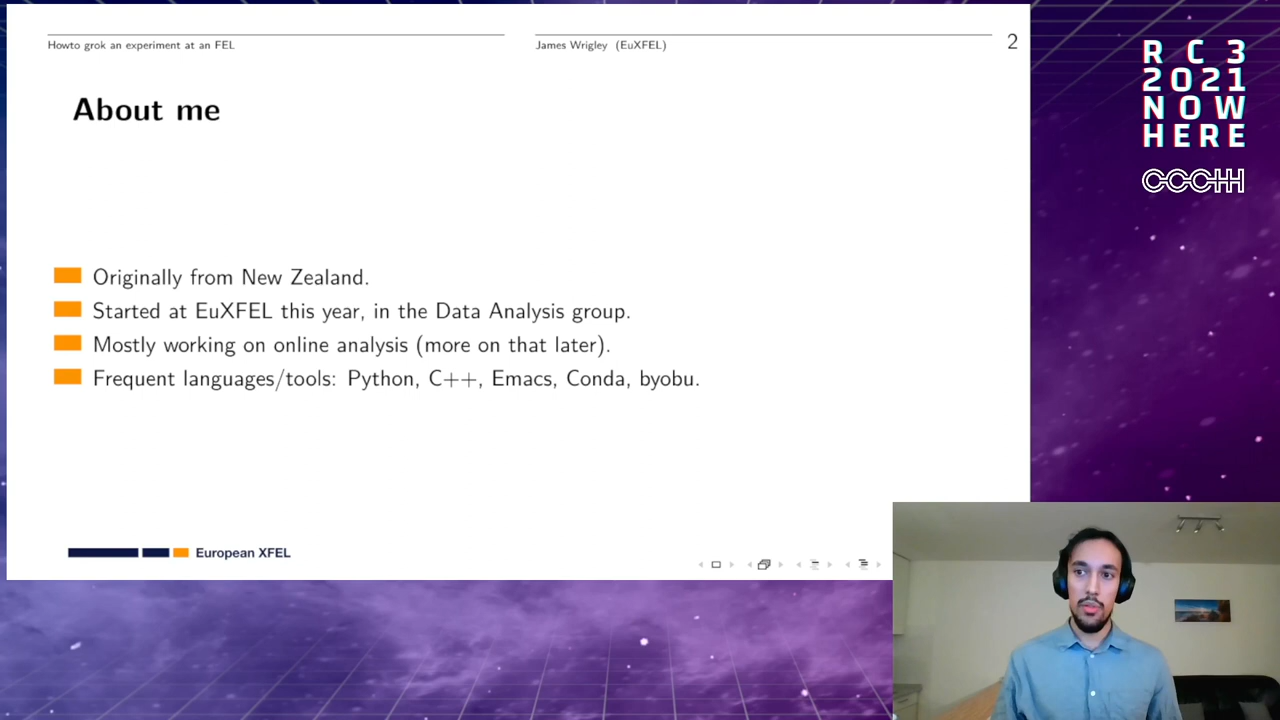 Howto grok an experiment at an FEL
James Wrigley (EuXFEL)
2
About me
Originally from New Zealand.
Started at EuXFEL this year, in the Data Analysis group.
Mostly working on online analysis (more on that later).
Frequent languages/tools: Python, C++, Emacs, Conda, byobu.
European XFEL
R C 3
2021
N O W
HERE
CCCHH